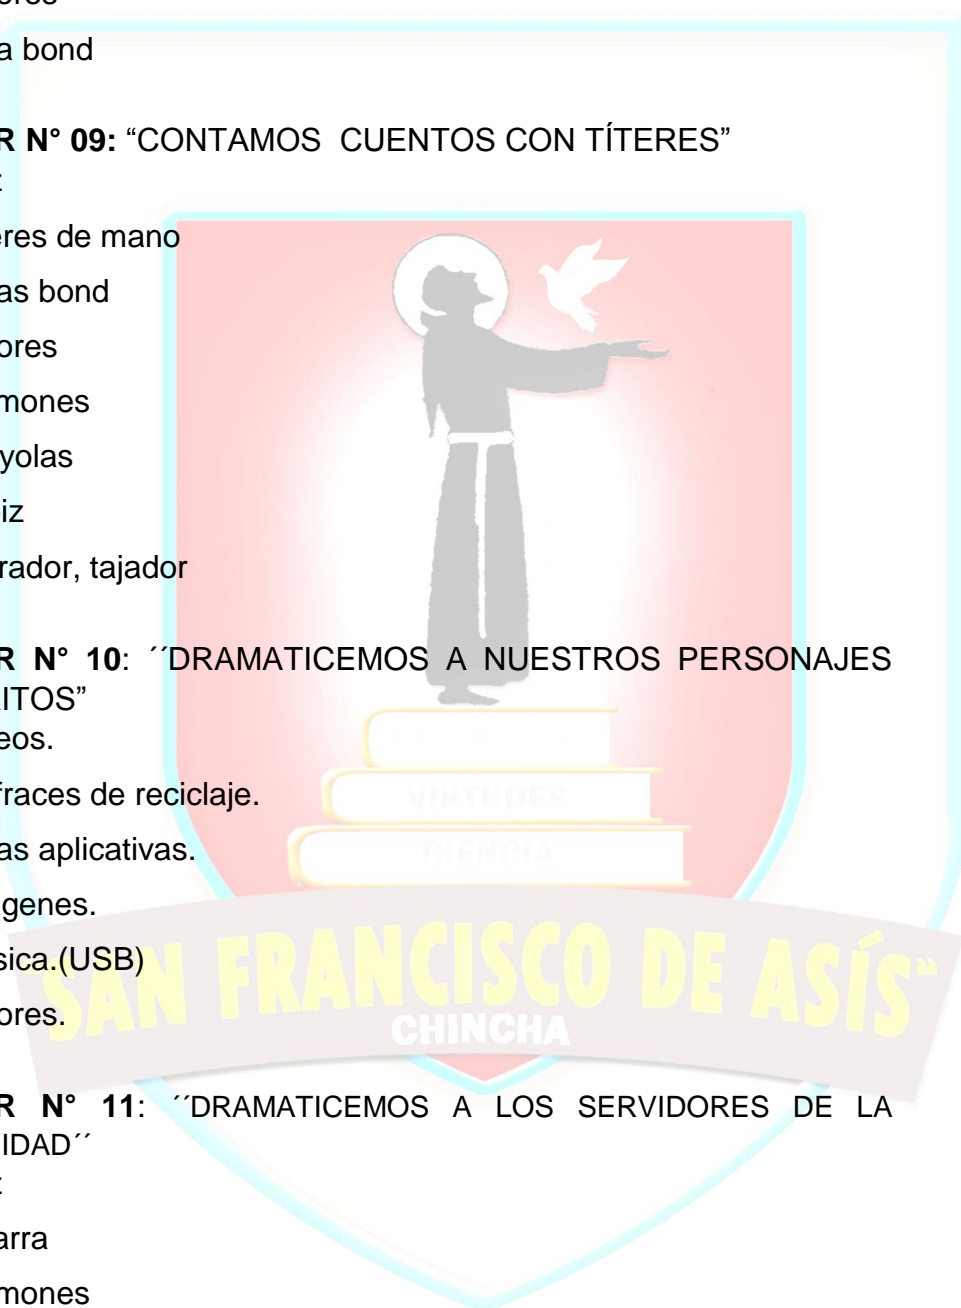 a bond
R N° 09: “CONTAMOS CUENTOS CON TÍTERES”
eres de mano
as bond
ores
mones
yolas
iz
rador, tajador
R N° 10: ´´DRAMATICEMOS A NUESTROS PERSONAJES
RITOS”
eos.
fraces de reciclaje.
as aplicativas.
genes.
sica.(USB)
ores.
R N° 11: ´´DRAMATICEMOS A LOS SERVIDORES DE LA
IDAD´´
arra
mones
VIRTUDES
CIENCIA
"SAN FRANCISCO DE ASÍS"
CHINCHA